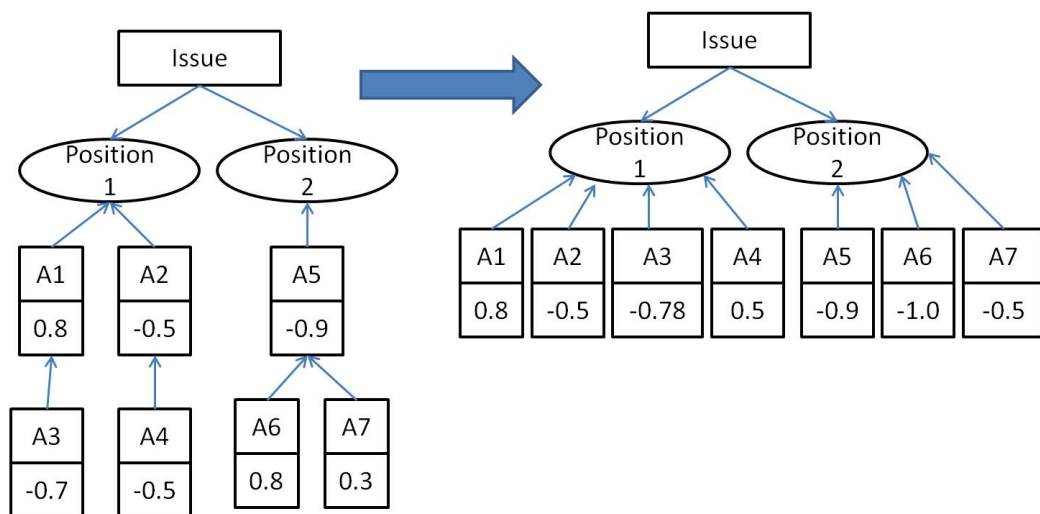 Issue
Position
1
Position
2
A1
0.8
A2
-0.5
A5
-0.9
A3
-0.7
A4
-0.5
A6
0.8
A7
0.3
Issue
Position
1
Position
2
A1
0.8
A2
-0.5
A3
-0.78
A4
0.5
A5
-0.9
A6
-1.0
A7
-0.5